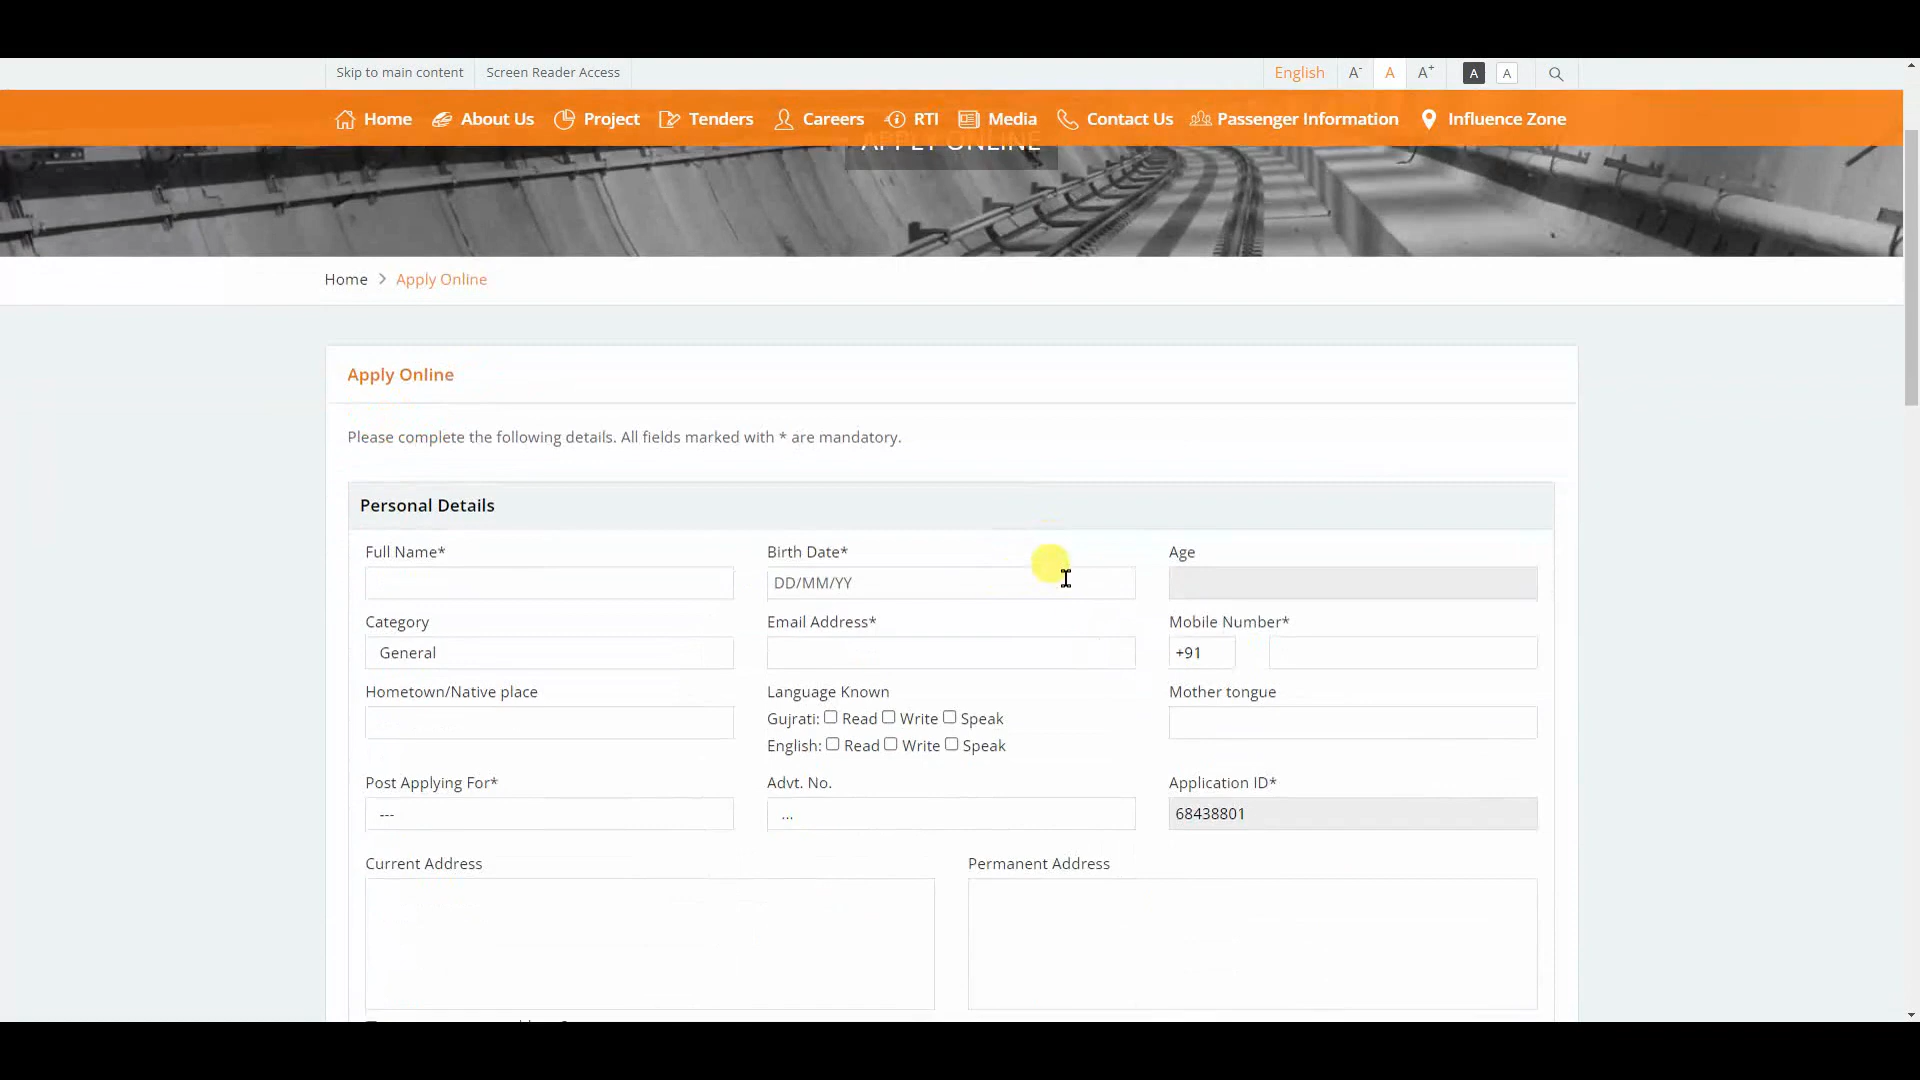 Skip to main content Screen Reader Access English A- A A+ A A
Home About Us Project Tenders Careers RTI Media Contact Us Passenger Information Influence Zone
APPLY ONLINE
Home > Apply Online
Apply Online
Please complete the following details. All fields marked with * are mandatory.
Personal Details
Full Name* Birth Date* Age
DD/MM/YY
Category Email Address* Mobile Number*
General +91
Hometown/Native place Language Known Mother tongue
Gujrati: Read Write Speak
English: Read Write Speak
Post Applying For* Advt. No. Application ID*
--- ... 68438801
Current Address Permanent Address